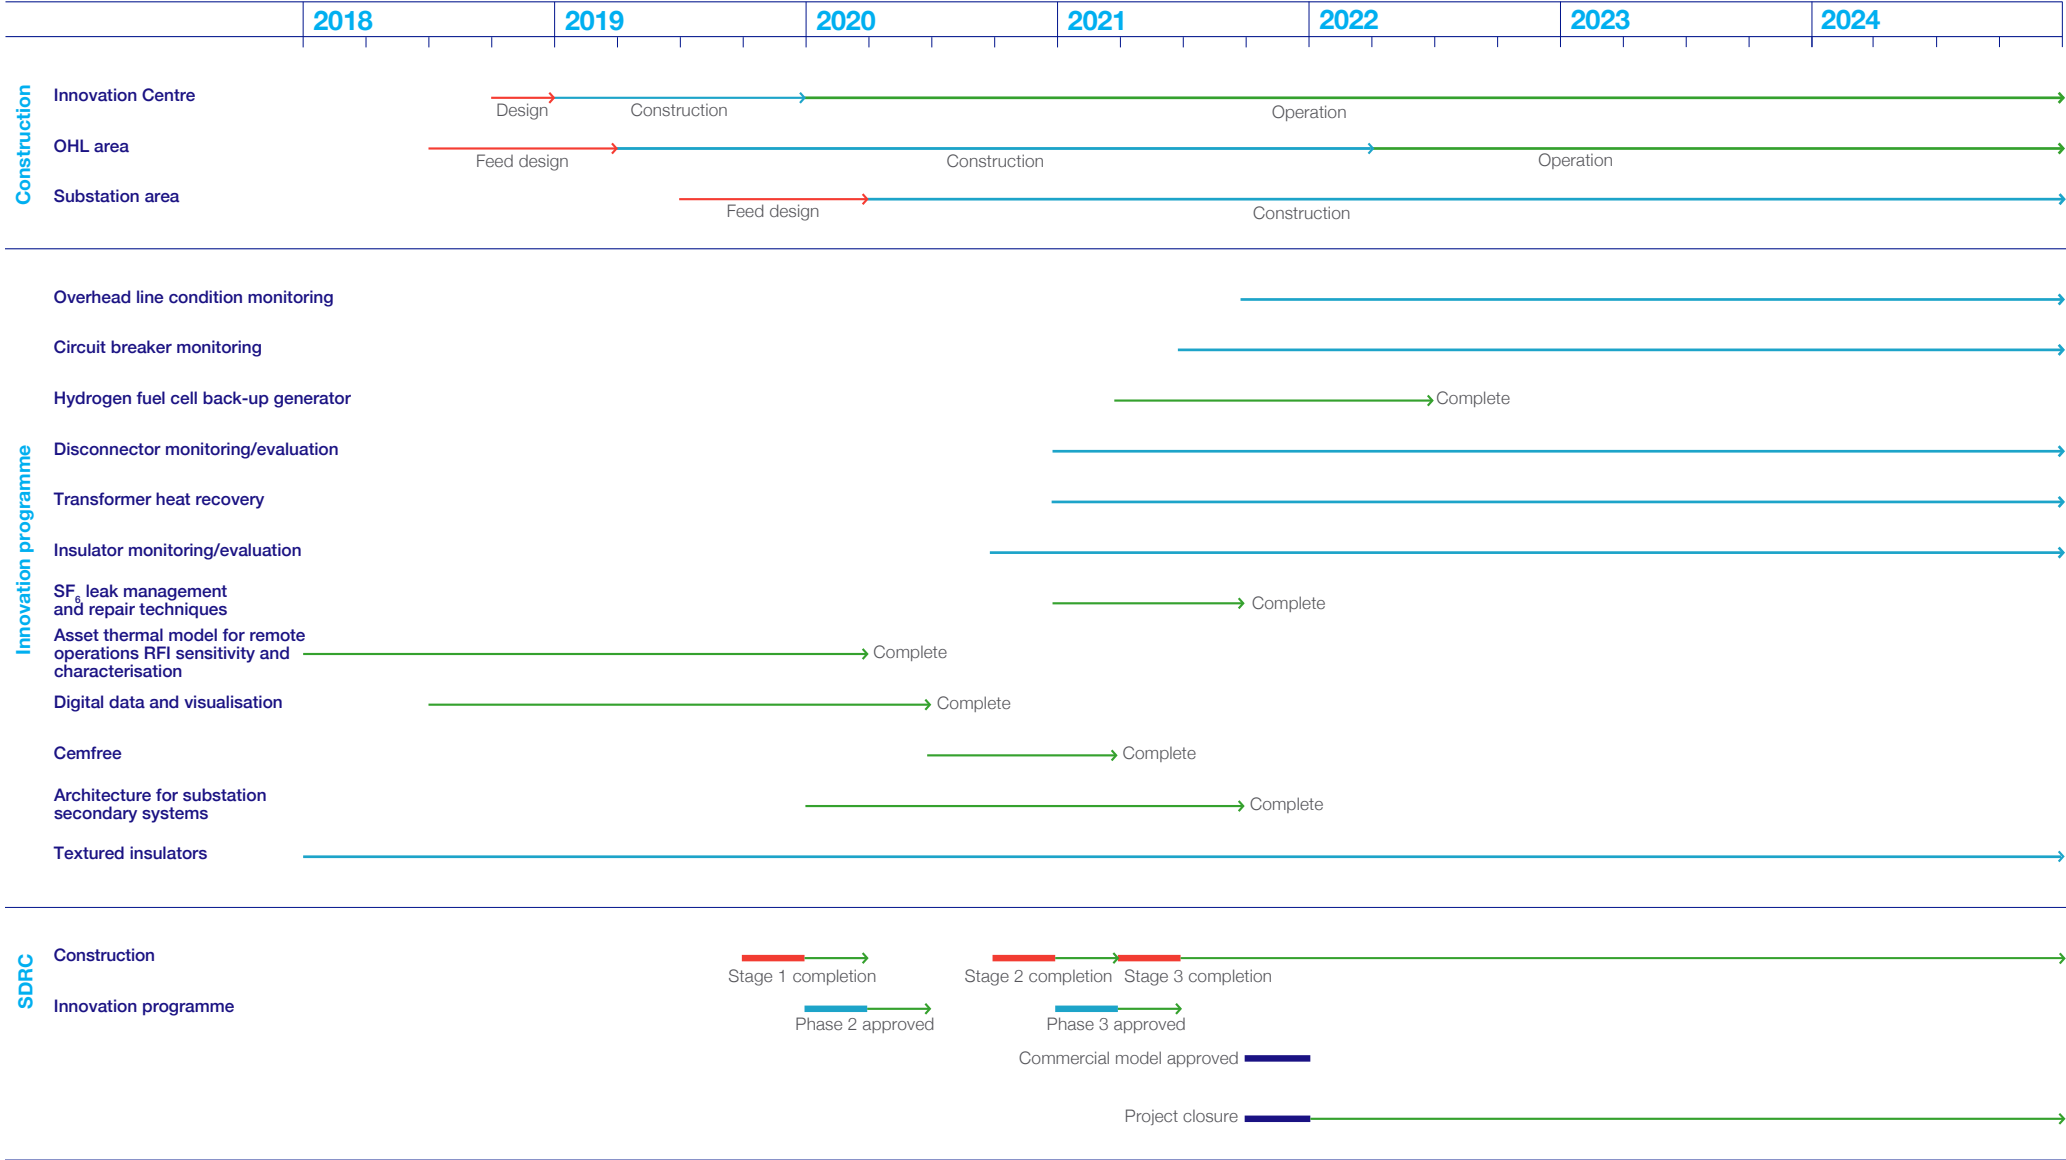 2018 2019 2020 2021 2022 2023 2024
Construction
Innovation Centre
Design Construction Operation
OHL area
Feed design Construction Operation
Substation area
Feed design Construction
Innovation programme
Overhead line condition monitoring
Circuit breaker monitoring
Hydrogen fuel cell back-up generator Complete
Disconnector monitoring/evaluation
Transformer heat recovery
Insulator monitoring/evaluation
SF₆ leak management
and repair techniques
Complete
Asset thermal model for remote
operations RFI sensitivity and
characterisation
Complete
Digital data and visualisation Complete
Cemfree Complete
Architecture for substation
secondary systems
Complete
Textured insulators
SDRC
Construction
Stage 1 completion Stage 2 completion Stage 3 completion
Innovation programme
Phase 2 approved Phase 3 approved
Commercial model approved
Project closure